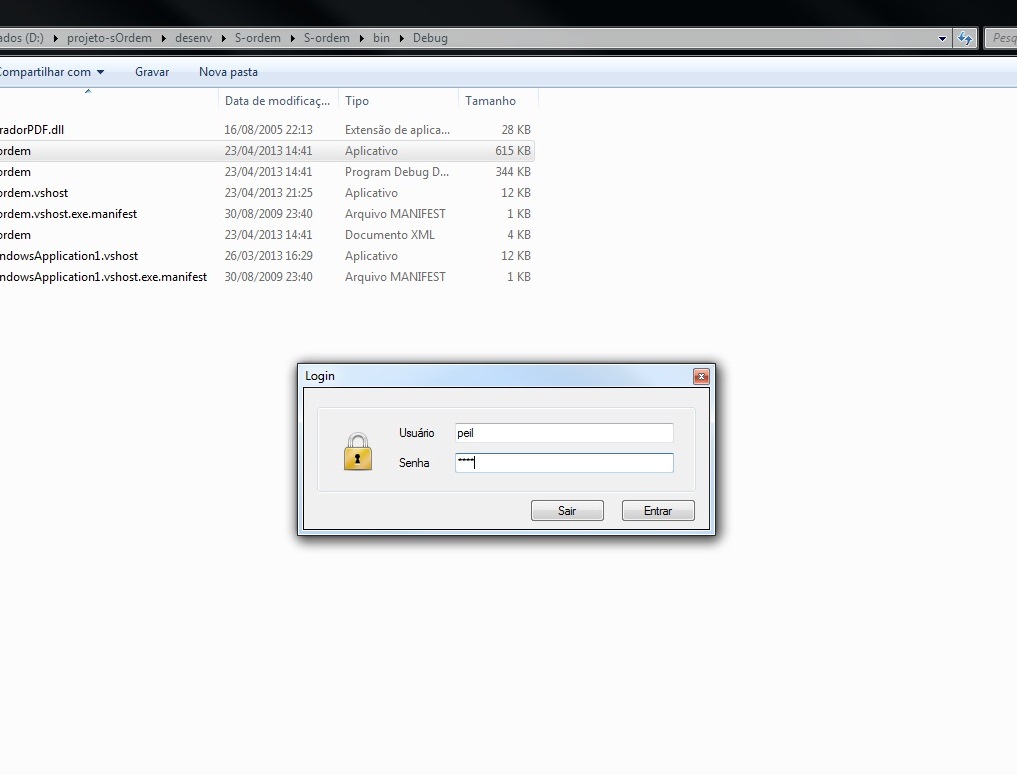 ados (D:) projeto-sOrdem desenv S-ordem S-ordem bin Debug Pesq
Compartilhar com Gravar Nova pasta
Data de modificaç... Tipo Tamanho
radorPDF.dll 16/08/2005 22:13 Extensão de aplica... 28 KB
ordem 23/04/2013 14:41 Aplicativo 615 KB
ordem 23/04/2013 14:41 Program Debug D... 344 KB
ordem.vshost 23/04/2013 21:25 Aplicativo 12 KB
ordem.vshost.exe.manifest 30/08/2009 23:40 Arquivo MANIFEST 1 KB
ordem 23/04/2013 14:41 Documento XML 4 KB
ndowsApplication1.vshost 26/03/2013 16:29 Aplicativo 12 KB
ndowsApplication1.vshost.exe.manifest 30/08/2009 23:40 Arquivo MANIFEST 1 KB
Login
Usuário peil
Senha ****
Sair Entrar